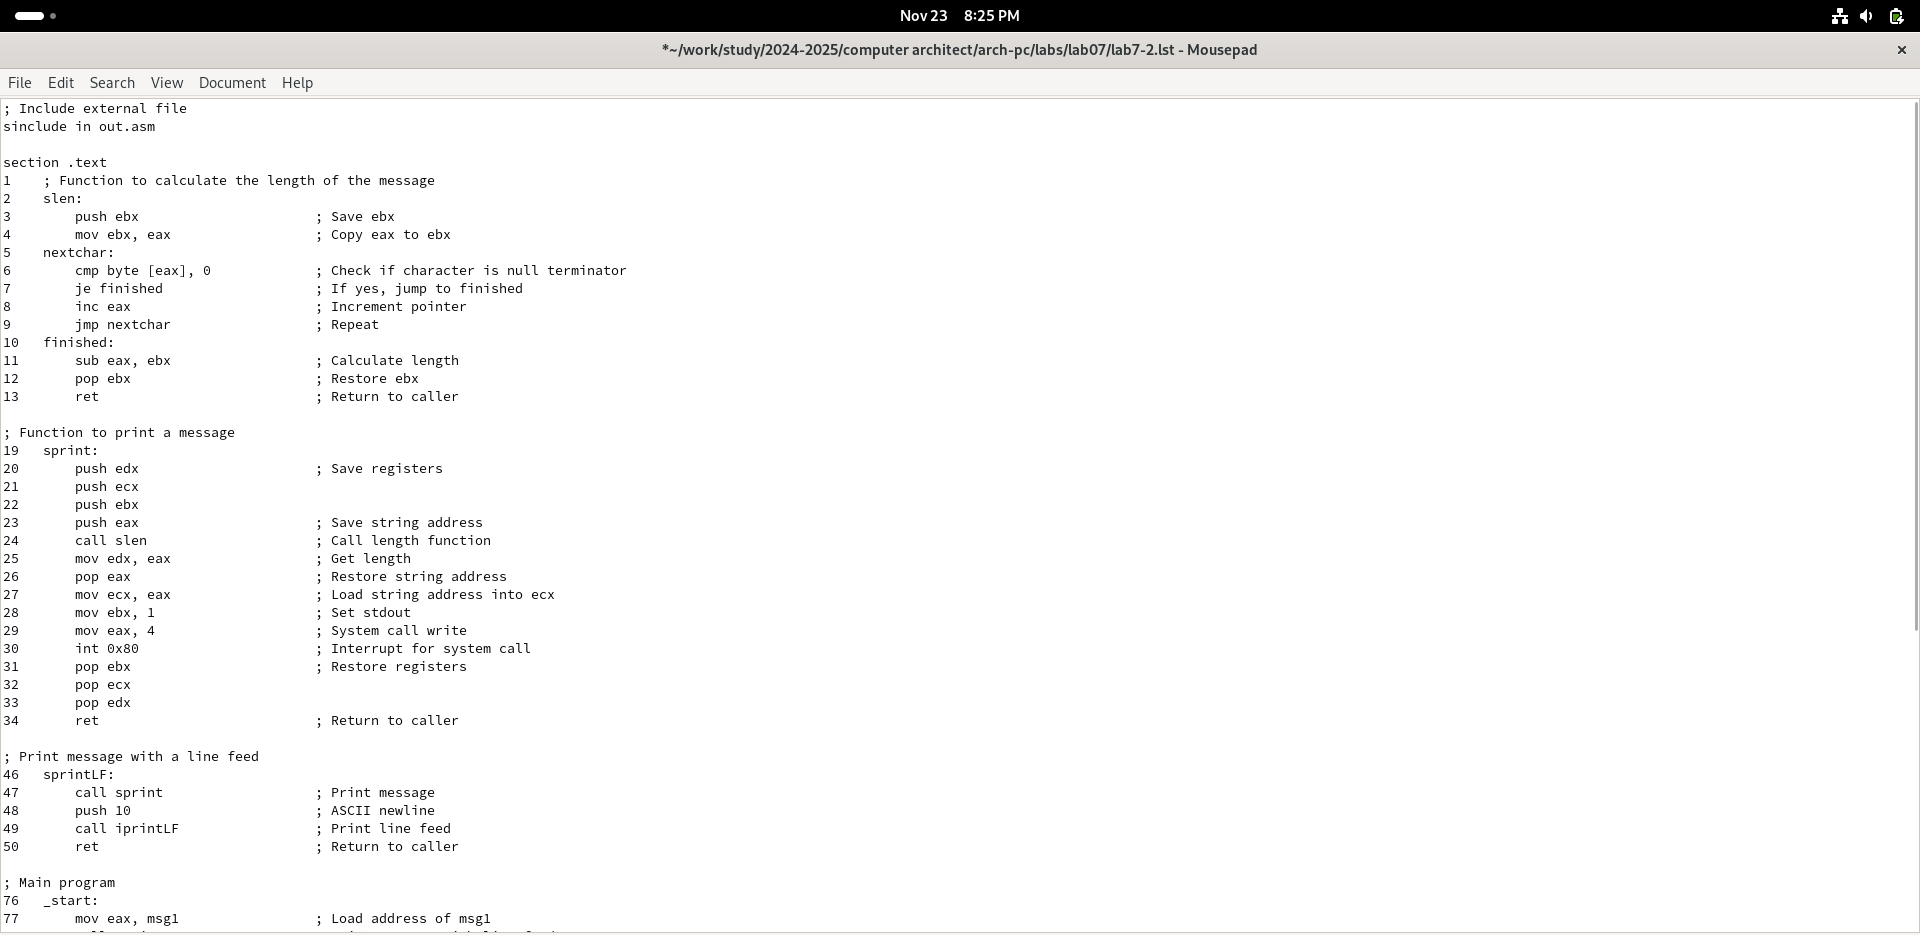 Nov 23 8:25 PM
*~/work/study/2024-2025/computer architect/arch-pc/labs/lab07/lab7-2.lst - Mousepad
File Edit Search View Document Help
; Include external file
sinclude in out.asm
section .text
1 ; Function to calculate the length of the message
2 slen:
3 push ebx ; Save ebx
4 mov ebx, eax ; Copy eax to ebx
5 nextchar:
6 cmp byte [eax], 0 ; Check if character is null terminator
7 je finished ; If yes, jump to finished
8 inc eax ; Increment pointer
9 jmp nextchar ; Repeat
10 finished:
11 sub eax, ebx ; Calculate length
12 pop ebx ; Restore ebx
13 ret ; Return to caller
; Function to print a message
19 sprint:
20 push edx ; Save registers
21 push ecx
22 push ebx
23 push eax ; Save string address
24 call slen ; Call length function
25 mov edx, eax ; Get length
26 pop eax ; Restore string address
27 mov ecx, eax ; Load string address into ecx
28 mov ebx, 1 ; Set stdout
29 mov eax, 4 ; System call write
30 int 0x80 ; Interrupt for system call
31 pop ebx ; Restore registers
32 pop ecx
33 pop edx
34 ret ; Return to caller
; Print message with a line feed
46 sprintLF:
47 call sprint ; Print message
48 push 10 ; ASCII newline
49 call iprintLF ; Print line feed
50 ret ; Return to caller
; Main program
76 _start:
77 mov eax, msg1 ; Load address of msg1